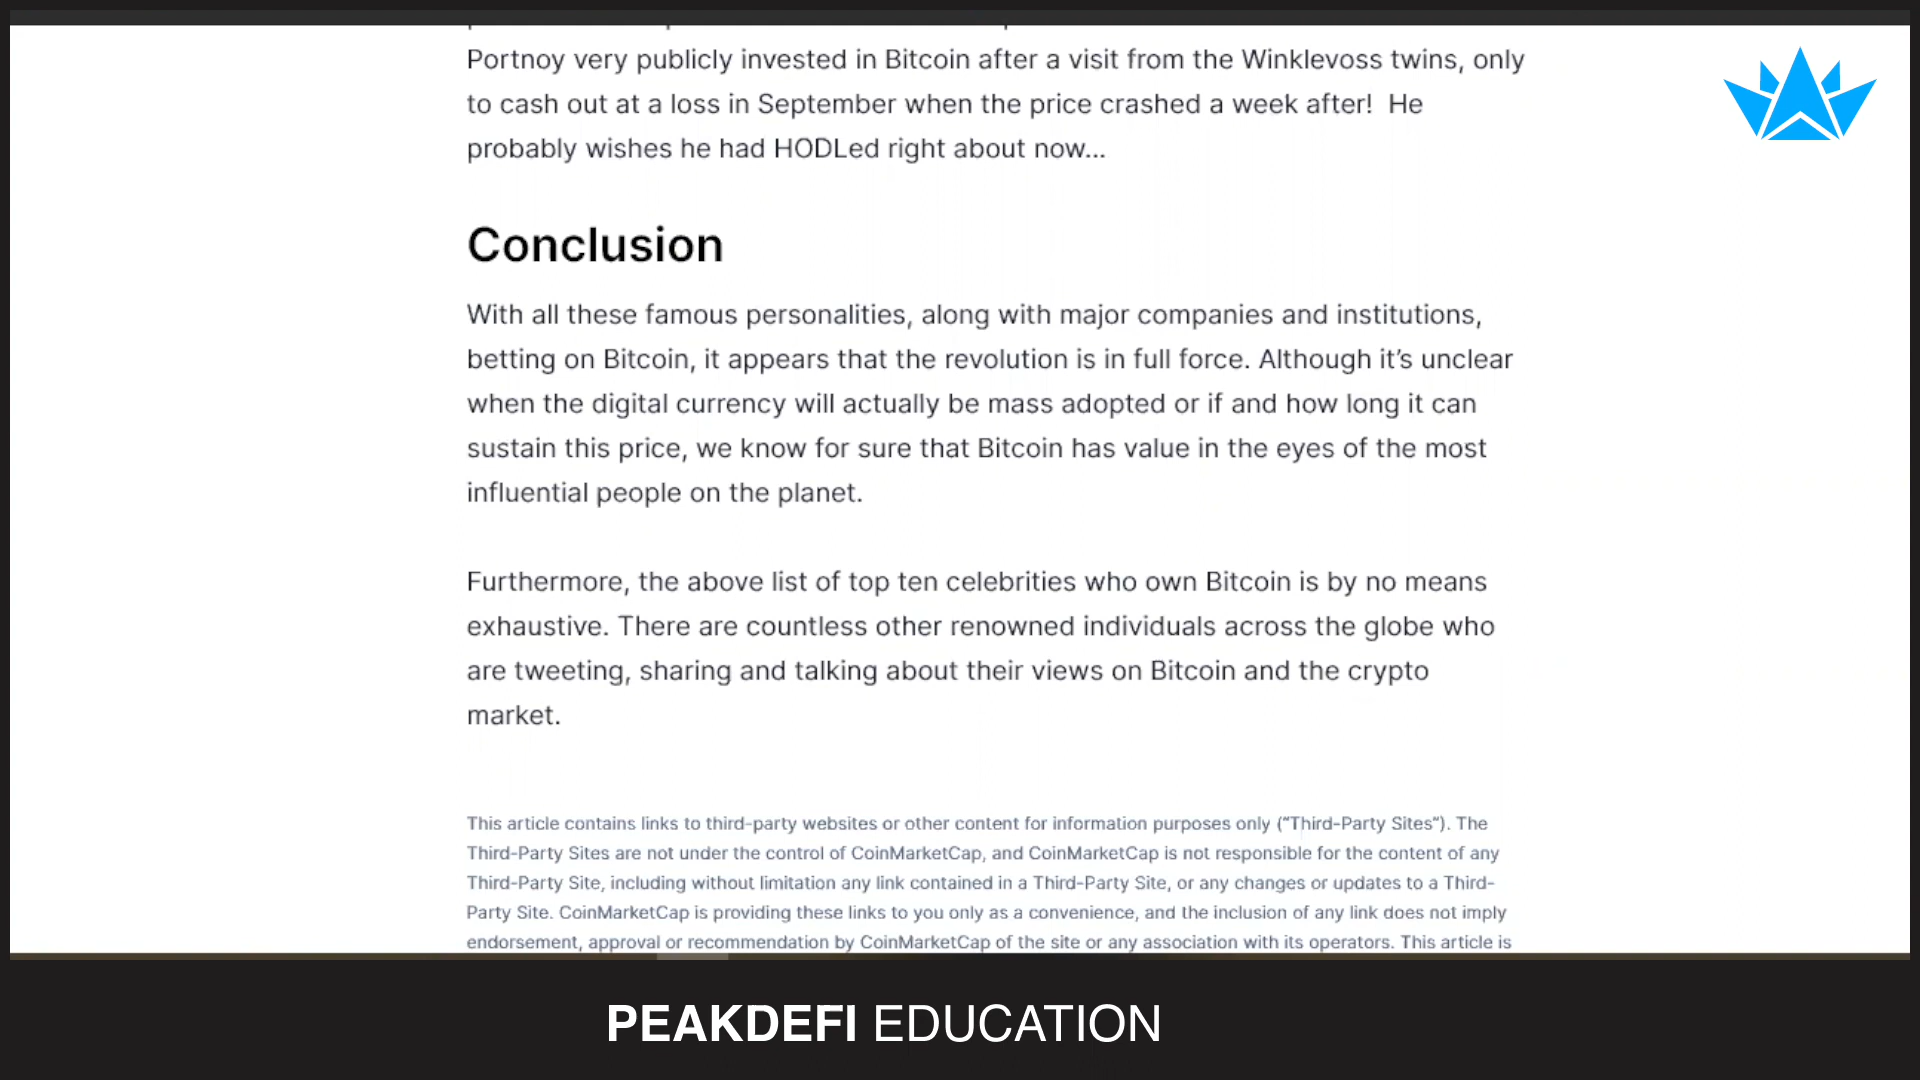 Portnoy very publicly invested in Bitcoin after a visit from the Winklevoss twins, only
to cash out at a loss in September when the price crashed a week after!  He
probably wishes he had HODLed right about now...
Conclusion
With all these famous personalities, along with major companies and institutions,
betting on Bitcoin, it appears that the revolution is in full force. Although it’s unclear
when the digital currency will actually be mass adopted or if and how long it can
sustain this price, we know for sure that Bitcoin has value in the eyes of the most
influential people on the planet.
Furthermore, the above list of top ten celebrities who own Bitcoin is by no means
exhaustive. There are countless other renowned individuals across the globe who
are tweeting, sharing and talking about their views on Bitcoin and the crypto
market.
This article contains links to third-party websites or other content for information purposes only (“Third-Party Sites”). The
Third-Party Sites are not under the control of CoinMarketCap, and CoinMarketCap is not responsible for the content of any
Third-Party Site, including without limitation any link contained in a Third-Party Site, or any changes or updates to a Third-
Party Site. CoinMarketCap is providing these links to you only as a convenience, and the inclusion of any link does not imply
endorsement, approval or recommendation by CoinMarketCap of the site or any association with its operators. This article is
PEAKDEFI EDUCATION